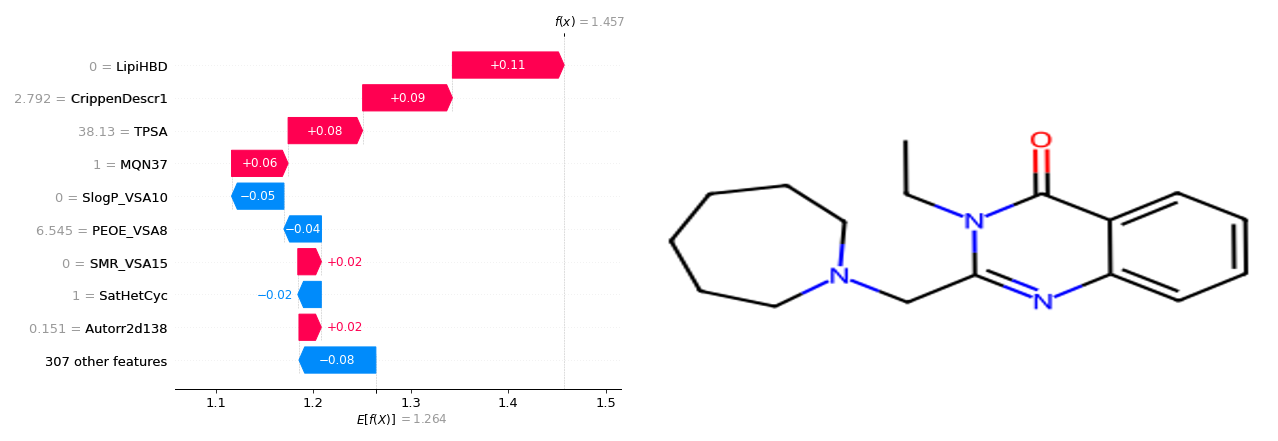 f(x) = 1.457
0 = LipiHBD
+0.11
2.792 = CrippenDescr1
+0.09
38.13 = TPSA
+0.08
1 = MQN37
+0.06
0 = SlogP_VSA10
−0.05
6.545 = PEOE_VSA8
−0.04
0 = SMR_VSA15
+0.02
1 = SatHetCyc
−0.02
0.151 = Autorr2d138
+0.02
307 other features
−0.08
1.1 1.2 1.3 1.4 1.5
E[f(X)] = 1.264
O
N
N
N